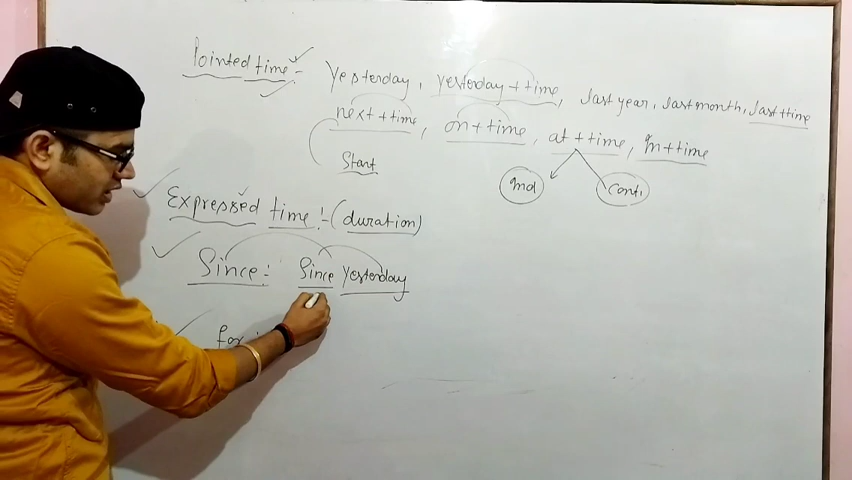 Pointed time :- yesterday, yesterday + time, last year, last month, last + time
next + time, on + time, at + time, In + time
Start
Ind Conti.
Expressed time :- (duration)
Since :- Since yesterday
for